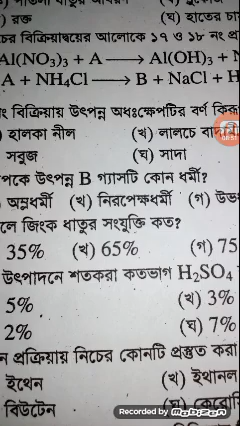 (ঘ) হাতের
বিক্রিয়াদ্বয়ের আলোকে ১৭ ও ১৮ নং
Al(NO₃)₃ + A ⟶ Al(OH)₃ +
A + NH₄Cl ⟶ B + NaCl + H
বিক্রিয়ায় উৎপন্ন অধঃক্ষেপটির বর্ণ
হালকা নীল (খ) লালচে
সবুজ (ঘ) সাদা
উৎপন্ন B গ্যাসটি কোন ধর্মী?
অম্লধর্মী (খ) নিরপেক্ষধর্মী (গ)
জিংক ধাতুর সংযুক্তি কত?
35% (খ) 65% (গ) 75
উৎপাদনে শতকরা কতভাগ H₂SO₄
5% (খ) 3%
2% (ঘ) 7%
প্রক্রিয়ায় নিচের কোনটি প্রস্তুত করা
ইথেন (খ) ইথানল
বিউটেন (ঘ)
Recorded by mobizen